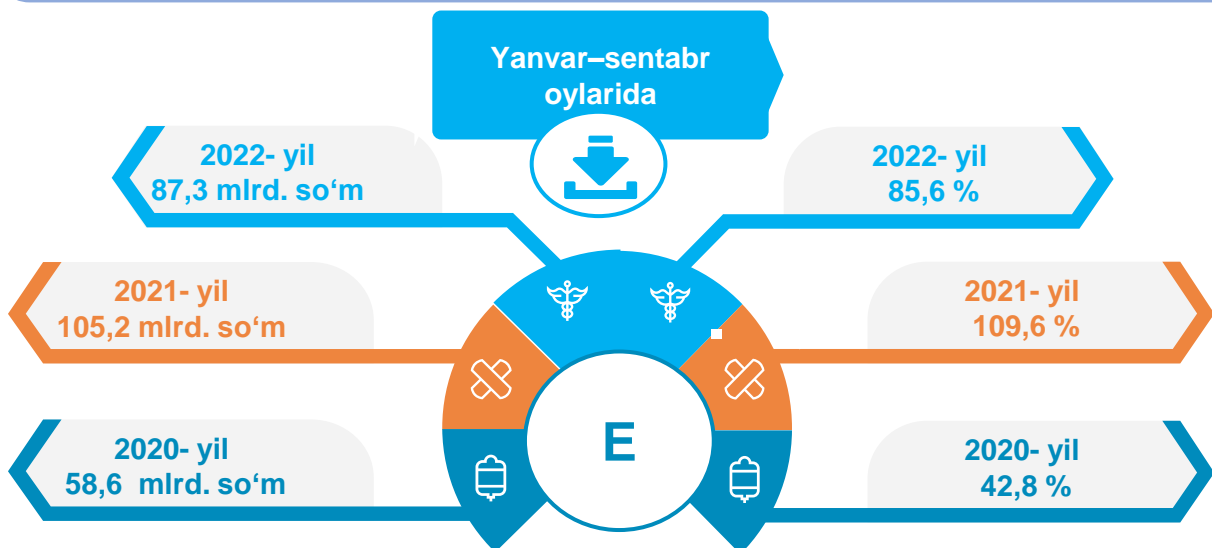 Yanvar–sentabr
oylarida
2022- yil
87,3 mlrd. so‘m
2022- yil
85,6 %
2021- yil
105,2 mlrd. so‘m
2021- yil
109,6 %
2020- yil
58,6 mlrd. so‘m
2020- yil
42,8 %
E